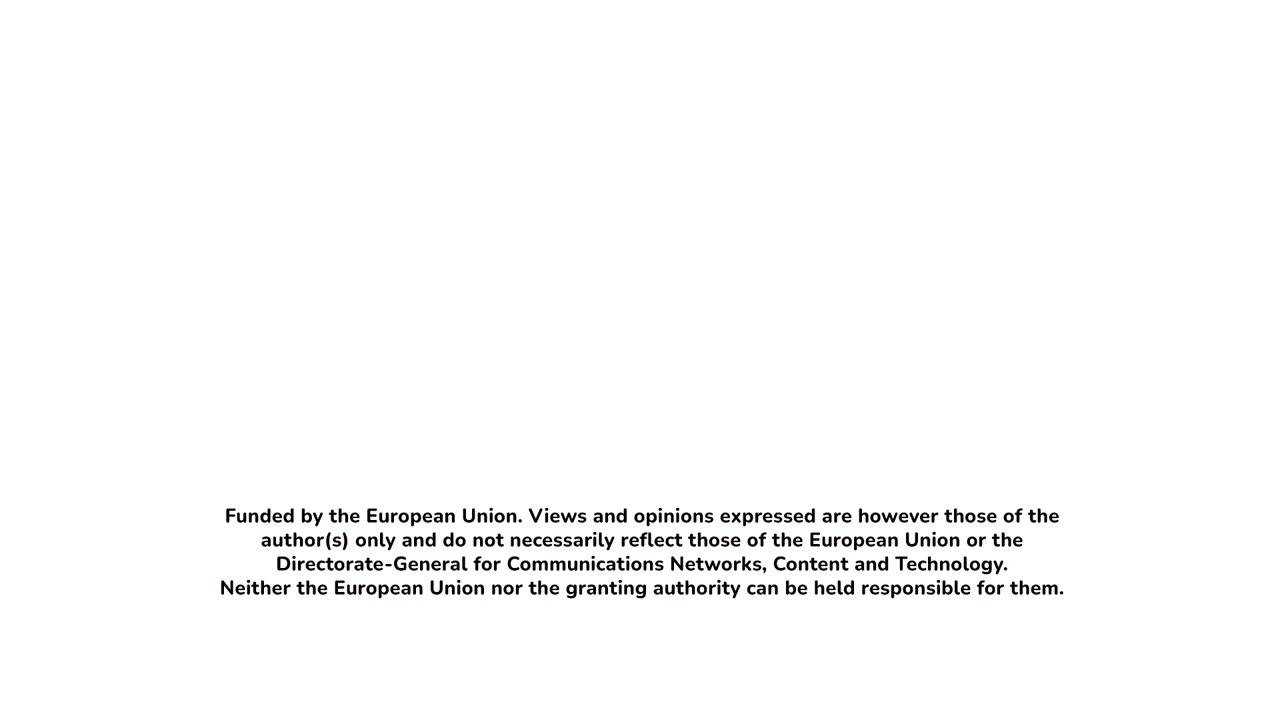 Funded by the European Union. Views and opinions expressed are however those of the
author(s) only and do not necessarily reflect those of the European Union or the
Directorate-General for Communications Networks, Content and Technology.
Neither the European Union nor the granting authority can be held responsible for them.